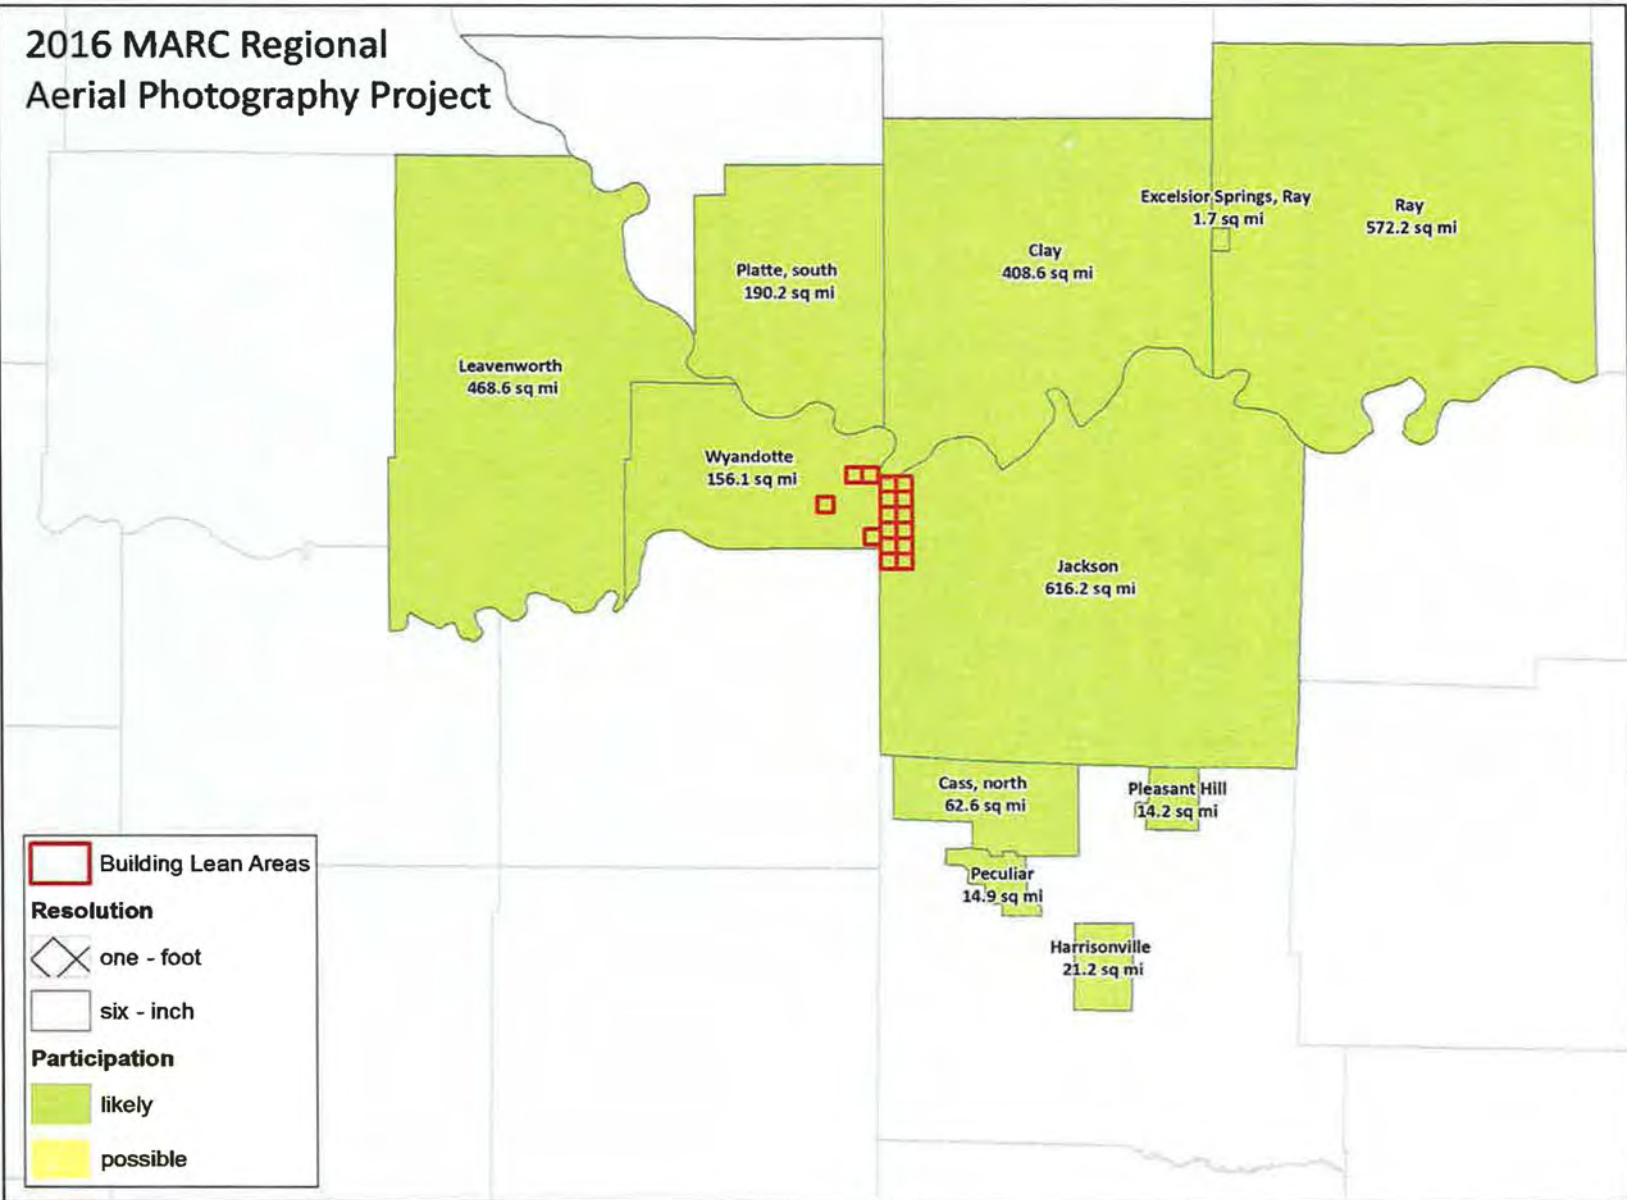 2016 MARC Regional
Aerial Photography Project
Excelsior Springs, Ray
1.7 sq mi
Ray
572.2 sq mi
Clay
408.6 sq mi
Platte, south
190.2 sq mi
Leavenworth
468.6 sq mi
Wyandotte
156.1 sq mi
Jackson
616.2 sq mi
Cass, north
62.6 sq mi
Pleasant Hill
14.2 sq mi
Peculiar
14.9 sq mi
Harrisonville
21.2 sq mi
Building Lean Areas
Resolution
one - foot
six - inch
Participation
likely
possible